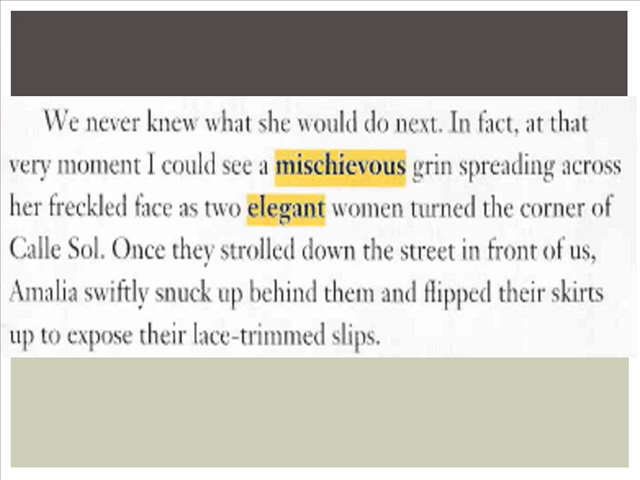 We never knew what she would do next. In fact, at that
very moment I could see a mischievous grin spreading across
her freckled face as two elegant women turned the corner of
Calle Sol. Once they strolled down the street in front of us,
Amalia swiftly snuck up behind them and flipped their skirts
up to expose their lace-trimmed slips.